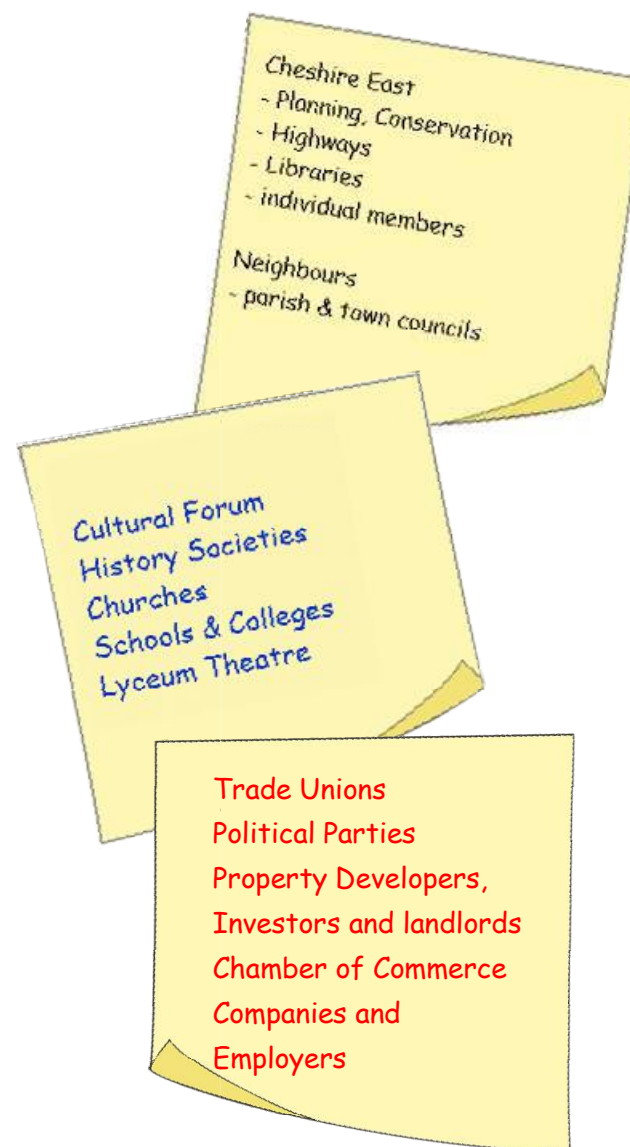 Cheshire East
- Planning, Conservation
- Highways
- Libraries
- individual members
Neighbours
- parish & town councils
Cultural Forum
History Societies
Churches
Schools & Colleges
Lyceum Theatre
Trade Unions
Political Parties
Property Developers,
Investors and landlords
Chamber of Commerce
Companies and
Employers